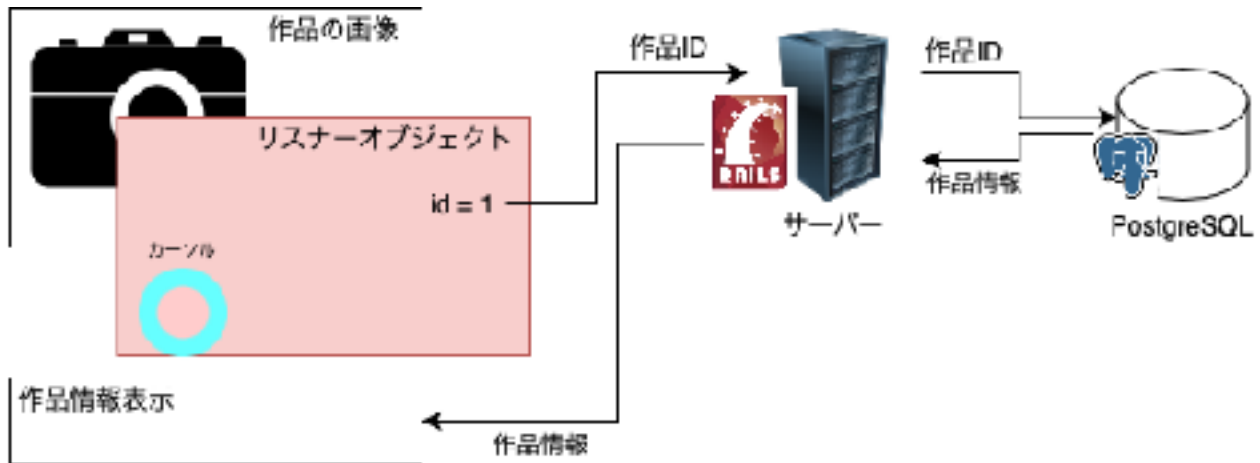 作品の画像
作品ID
作品ID
リスナーオブジェクト
RAILS
作品情報
id = 1
サーバー
PostgreSQL
カーソル
作品情報表示
作品情報